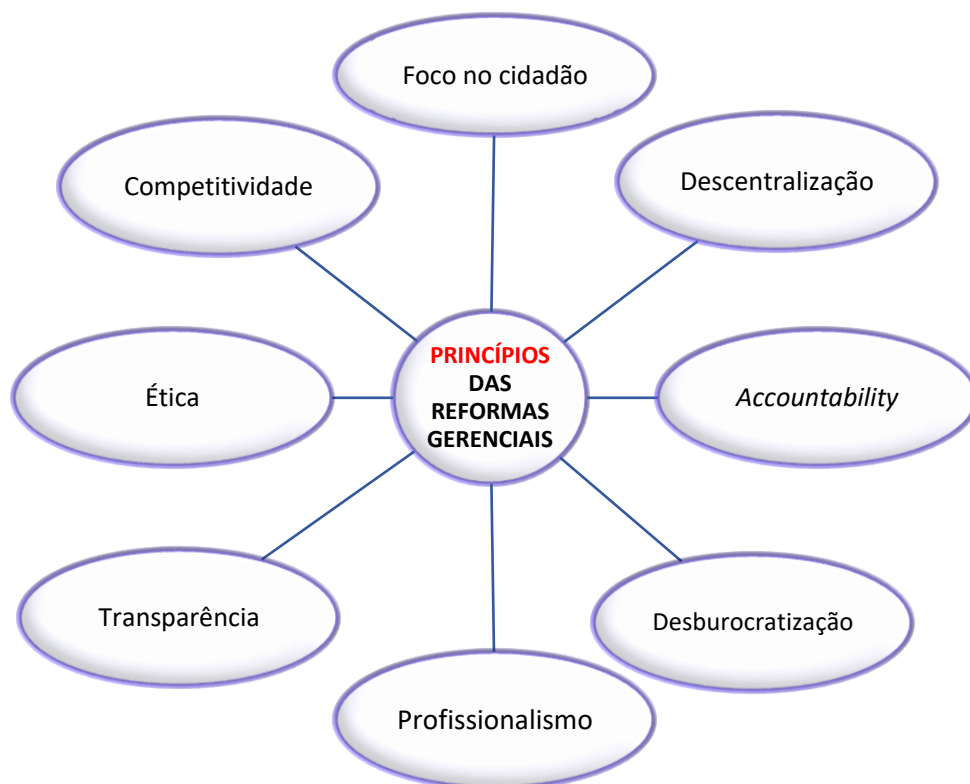 Foco no cidadão
Competitividade
Descentralização
PRINCÍPIOS
DAS
REFORMAS
GERENCIAIS
Ética
Accountability
Transparência
Desburocratização
Profissionalismo